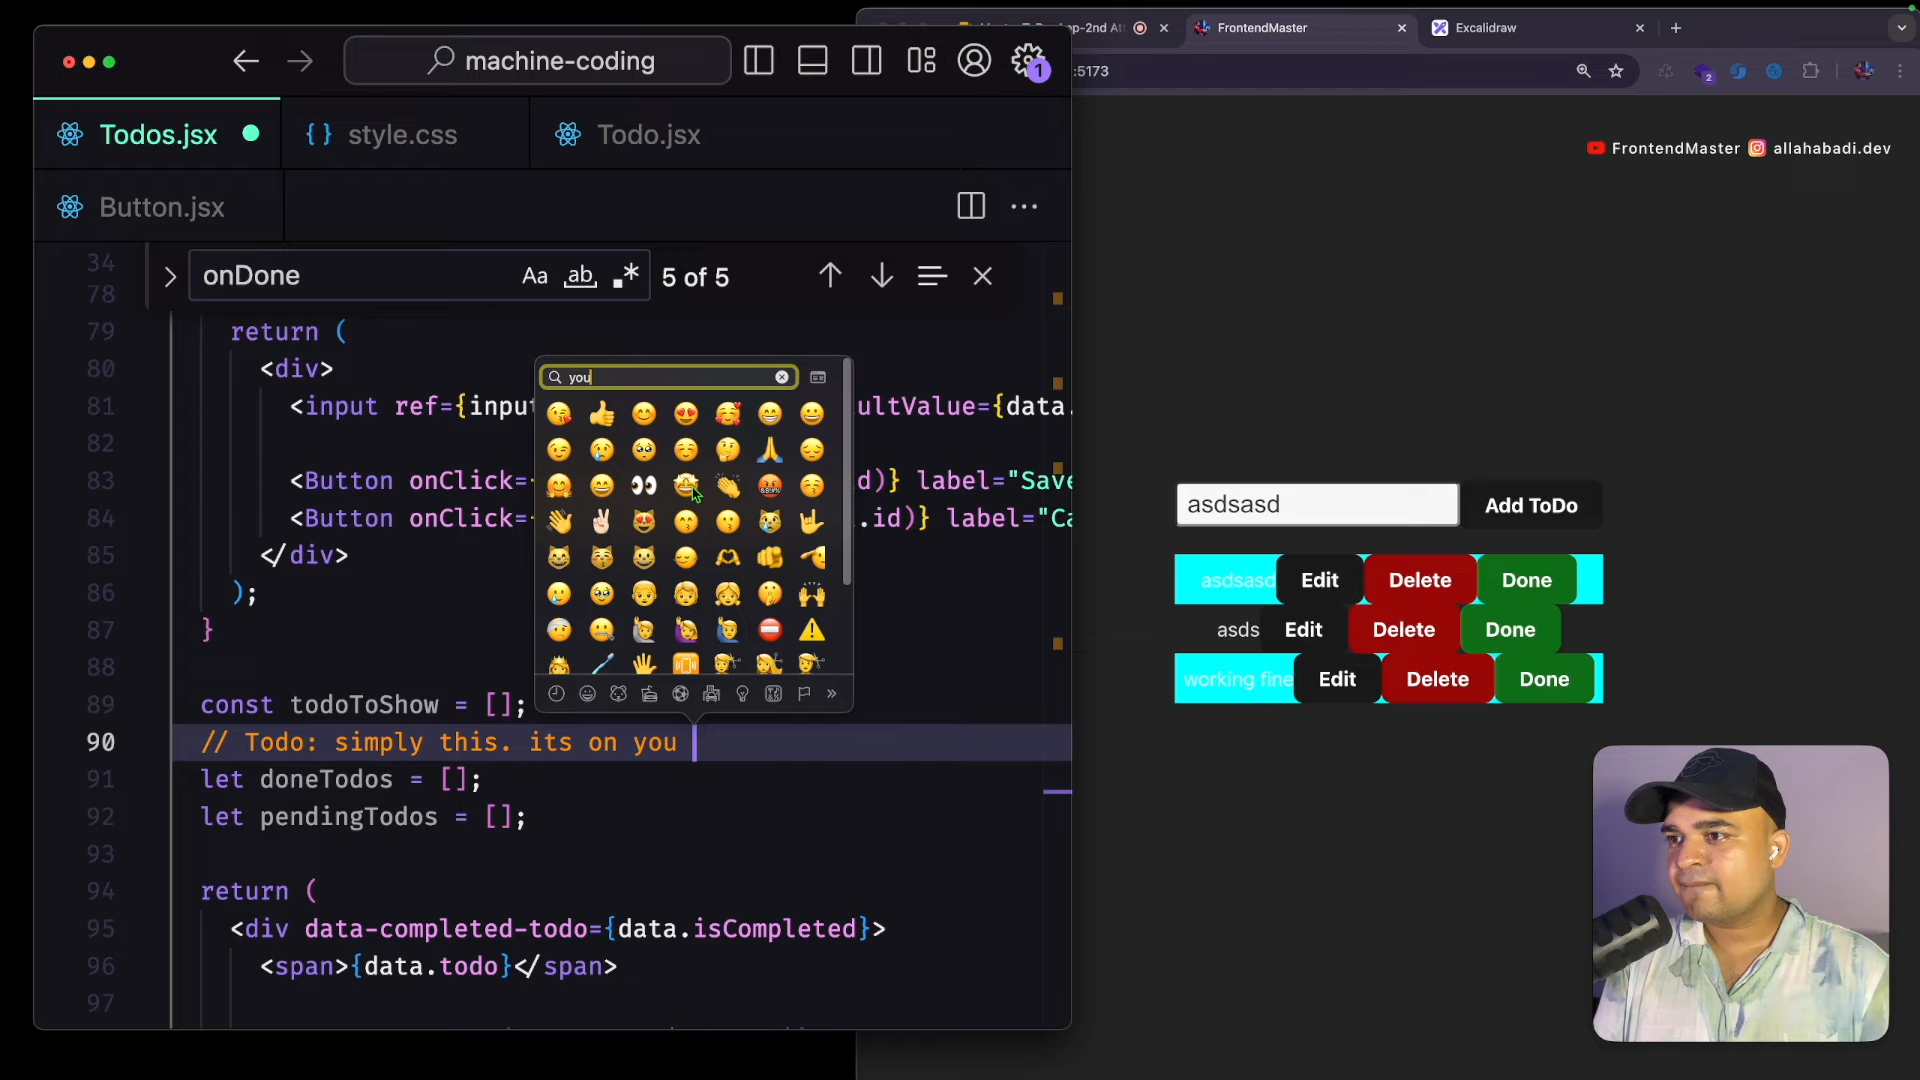 machine-coding
1
Todos.jsx
{ } style.css
Todo.jsx
Button.jsx
onDone
Aa
ab
5 of 5
34
78
79 return (
80 <div>
81 <input ref={inpu ultValue={data.
82
83 <Button onClick= d)} label="Save
84 <Button onClick= .id)} label="Ca
85 </div>
86 );
87 }
88
89 const todoToShow = [];
90 // Todo: simply this. its on you
91 let doneTodos = [];
92 let pendingTodos = [];
93
94 return (
95 <div data-completed-todo={data.isCompleted}>
96 <span>{data.todo}</span>
97
you
p-2nd Att
FrontendMaster
Excalidraw
:5173
2
FrontendMaster
allahabadi.dev
asdsasd
Add ToDo
asdsasd Edit Delete Done
asds Edit Delete Done
working fine Edit Delete Done